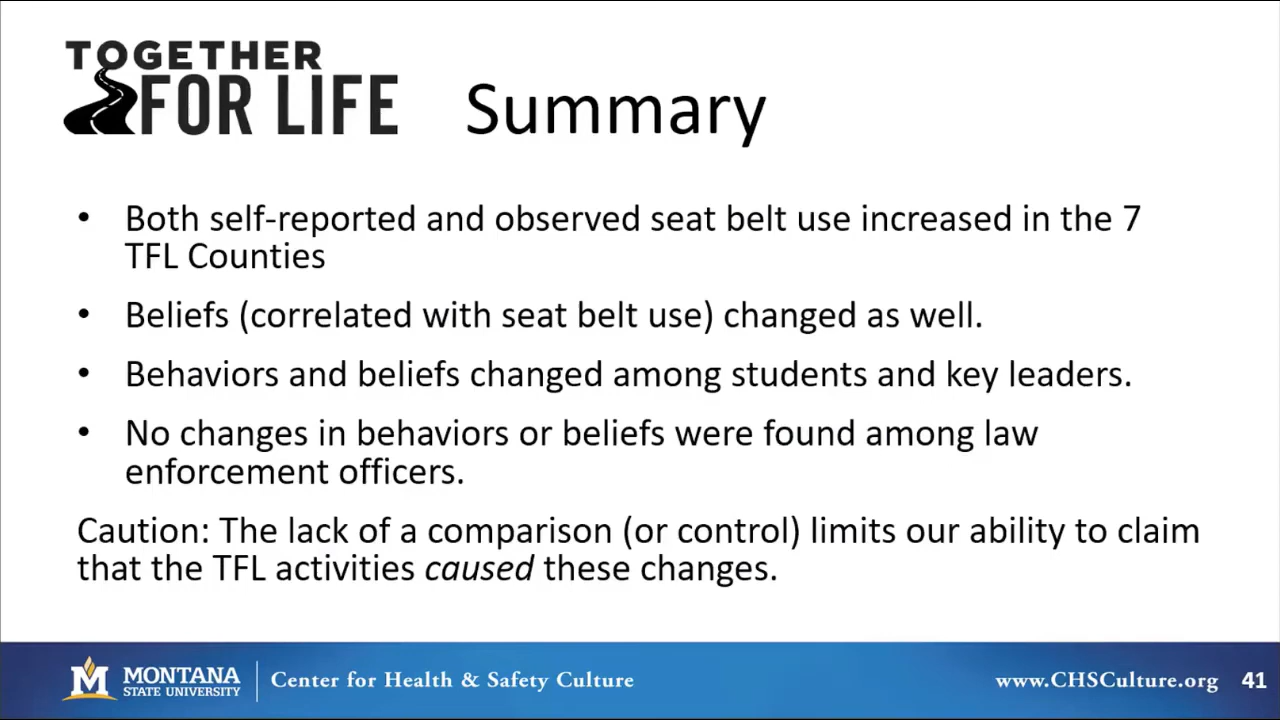 TOGETHER
FOR LIFE
Summary
• Both self-reported and observed seat belt use increased in the 7
TFL Counties
• Beliefs (correlated with seat belt use) changed as well.
• Behaviors and beliefs changed among students and key leaders.
• No changes in behaviors or beliefs were found among law
enforcement officers.
Caution: The lack of a comparison (or control) limits our ability to claim
that the TFL activities caused these changes.
M MONTANA
STATE UNIVERSITY
Center for Health & Safety Culture
www.CHSCulture.org 41